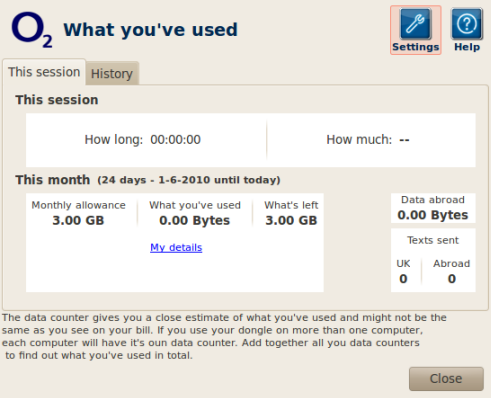 O2 What you've used
Settings Help
This session History
This session
How long: 00:00:00 How much: --
This month (24 days - 1-6-2010 until today)
Monthly allowance What you've used What's left
3.00 GB 0.00 Bytes 3.00 GB
My details
Data abroad
0.00 Bytes
Texts sent
UK Abroad
0 0
The data counter gives you a close estimate of what you've used and might not be the
same as you see on your bill. If you use your dongle on more than one computer,
each computer will have it's oun data counter. Add together all you data counters
to find out what you've used in total.
Close